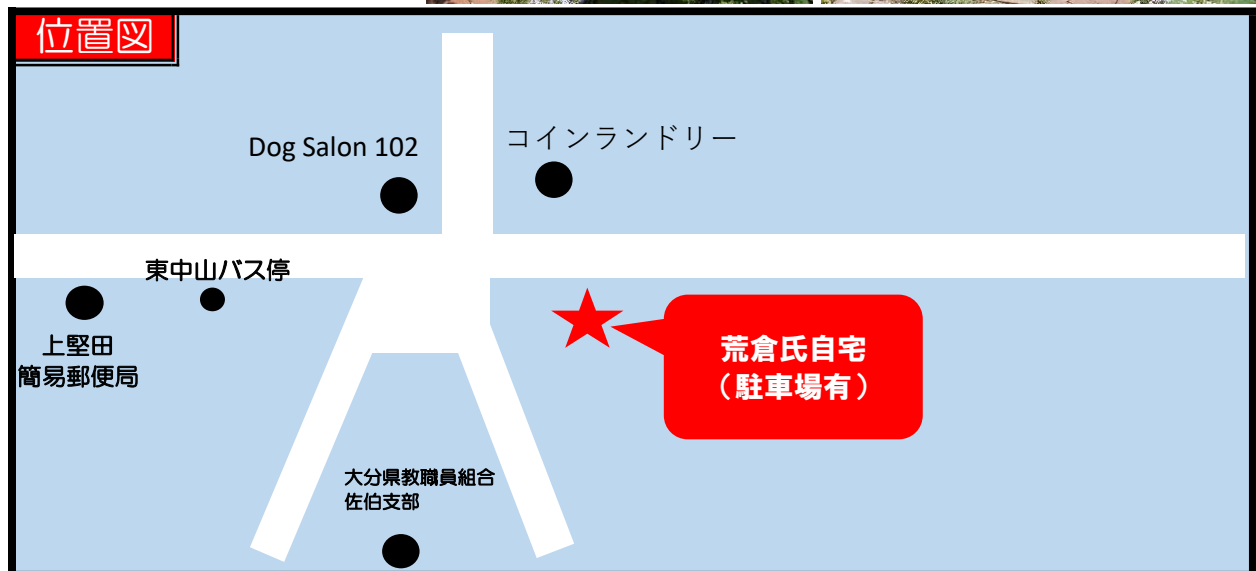 位置図
Dog Salon 102
コインランドリー
東中山バス停
上堅田
簡易郵便局
荒倉氏自宅
（駐車場有）
大分県教職員組合
佐伯支部